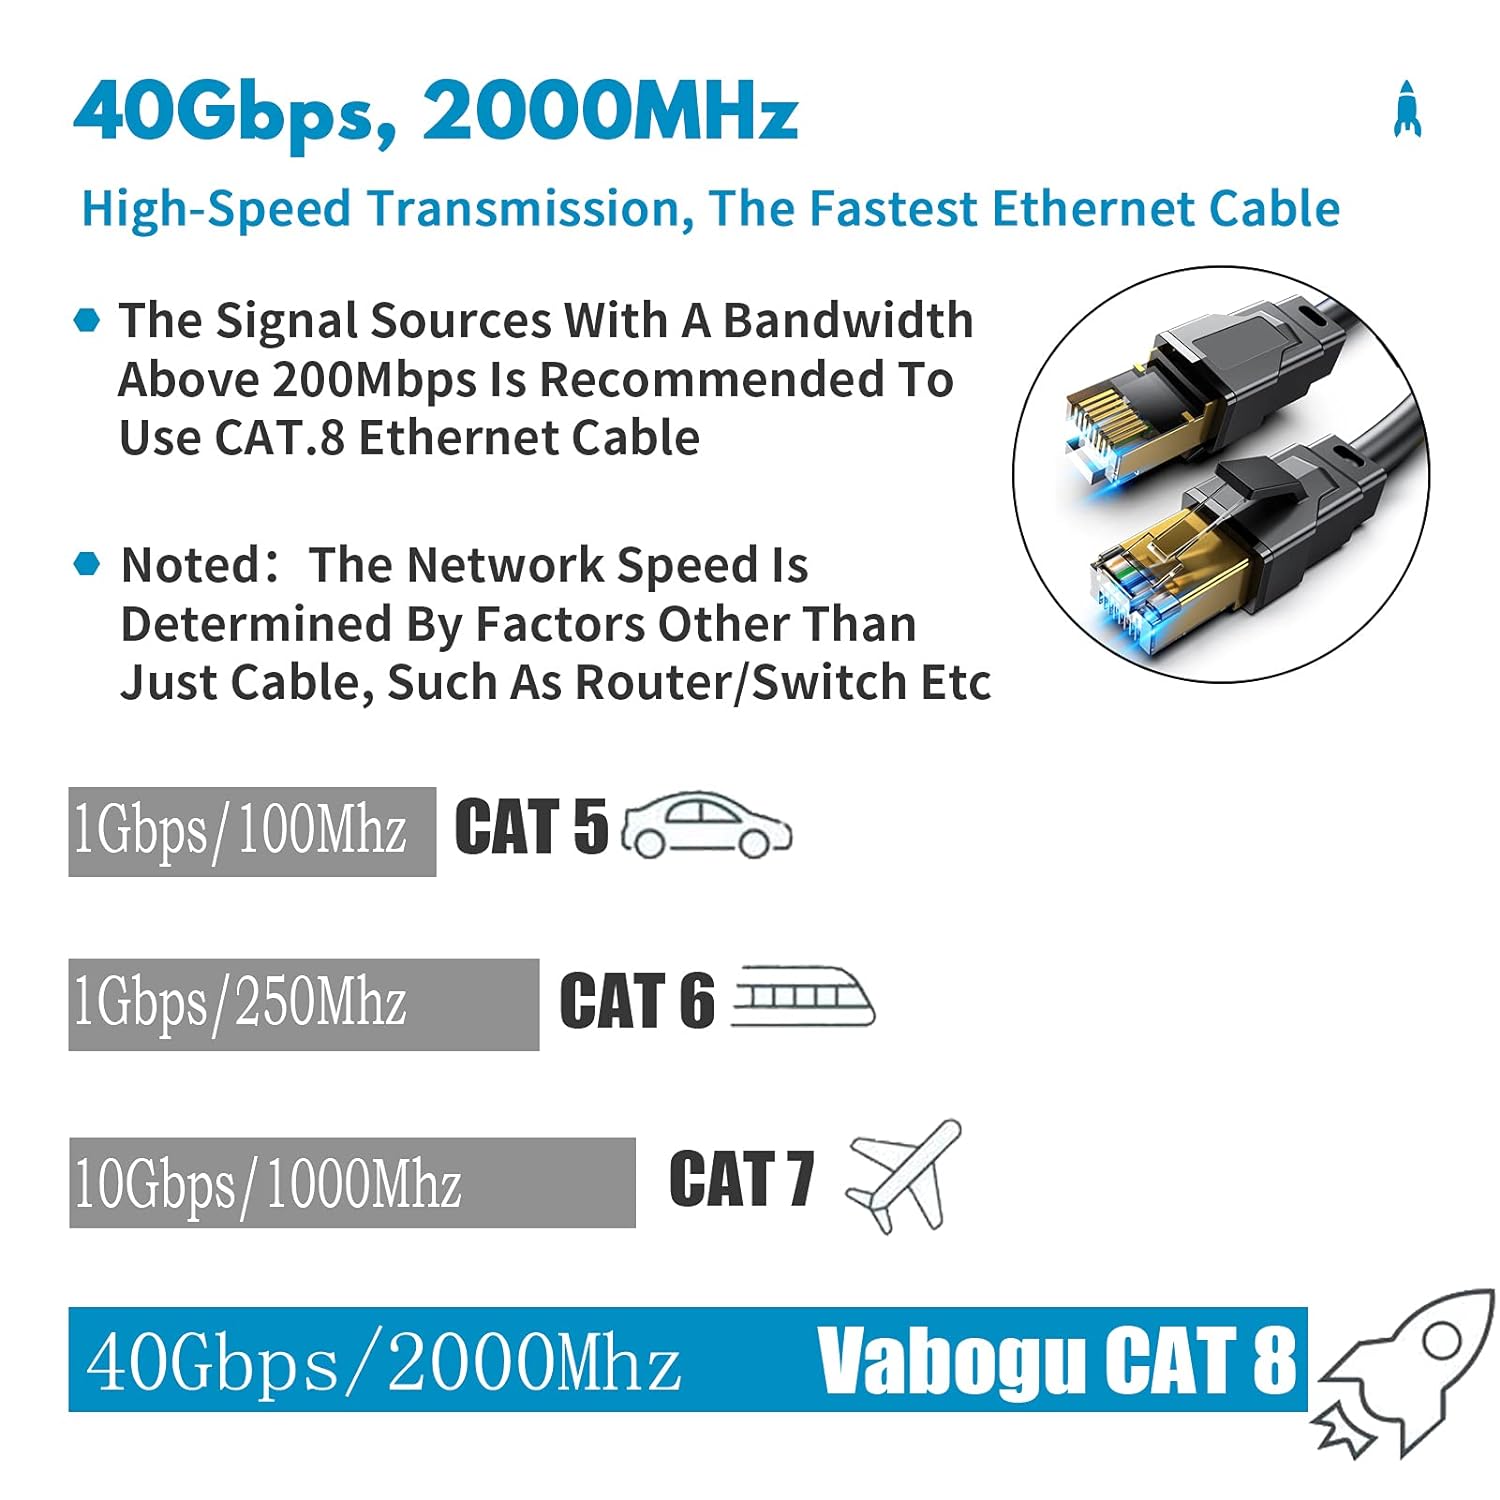 40Gbps, 2000MHz
High-Speed Transmission, The Fastest Ethernet Cable
The Signal Sources With A Bandwidth
Above 200Mbps Is Recommended To
Use CAT.8 Ethernet Cable
Noted: The Network Speed Is
Determined By Factors Other Than
Just Cable, Such As Router/Switch Etc
1Gbps/100Mhz CAT 5
1Gbps/250Mhz CAT 6
10Gbps/1000Mhz CAT 7
40Gbps/2000Mhz Vabogu CAT 8